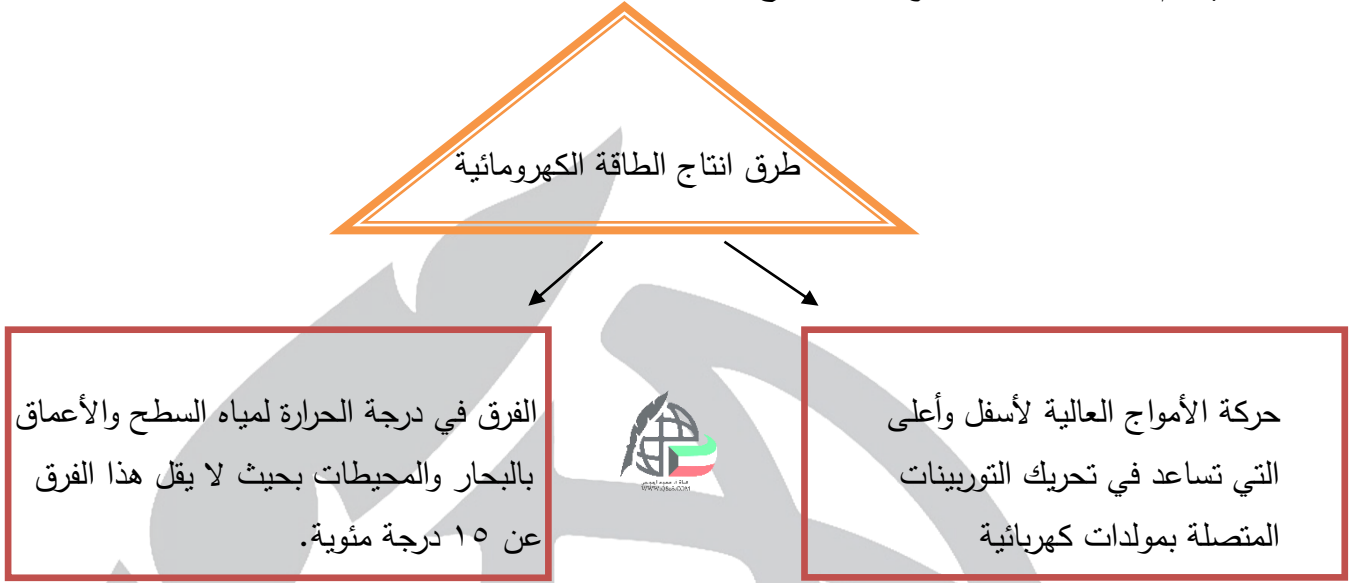 طرق انتاج الطاقة الكهرومائية
حركة الأمواج العالية لأسفل وأعلى
التي تساعد في تحريك التوربينات
المتصلة بمولدات كهربائية
الفرق في درجة الحرارة لمياه السطح والأعماق
بالبحار والمحيطات بحيث لا يقل هذا الفرق
عن ١٥ درجة مئوية.